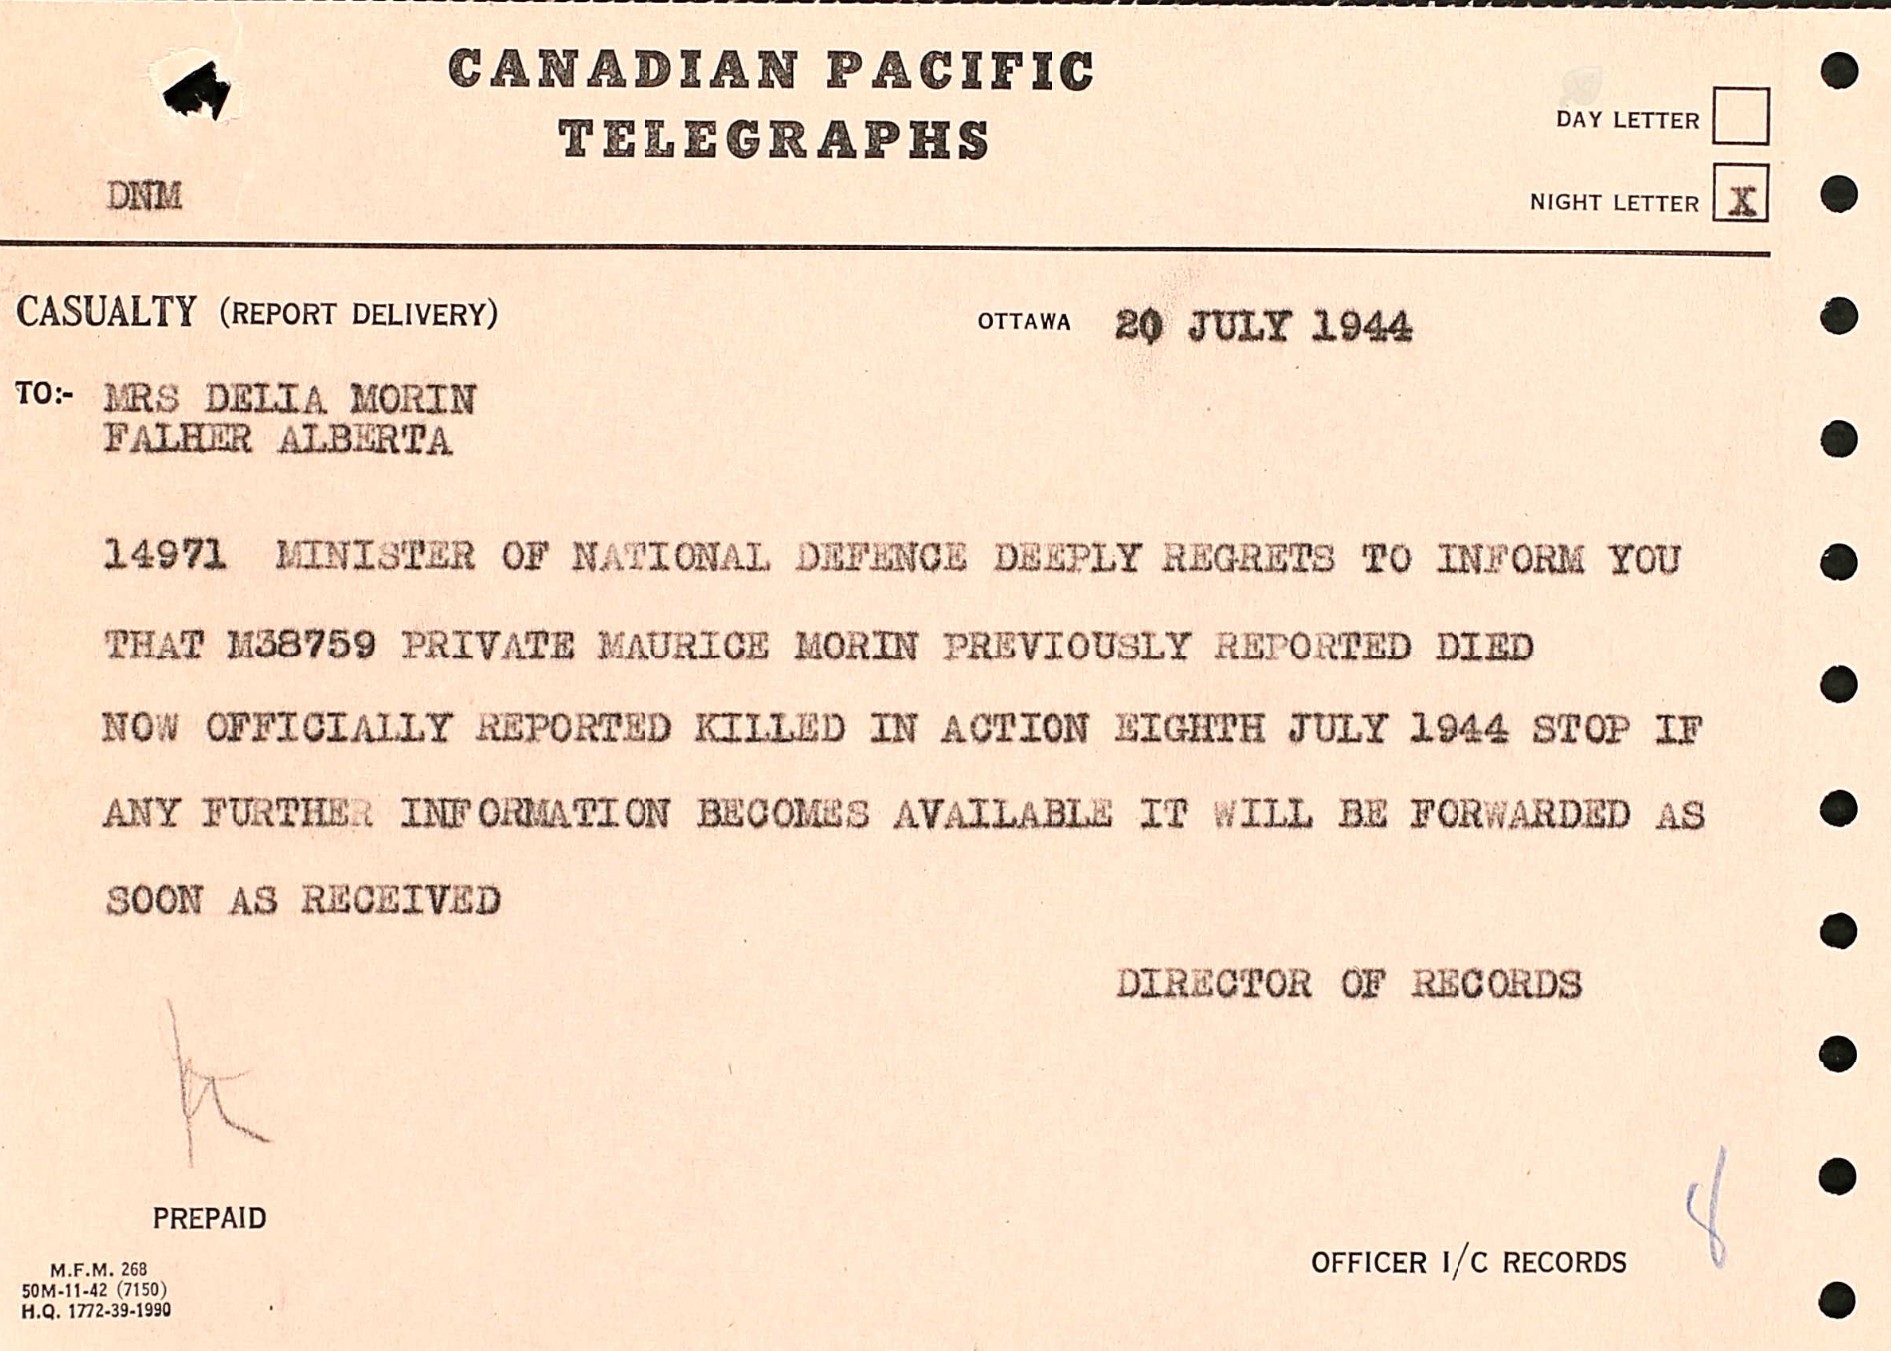 CANADIAN PACIFIC
TELEGRAPHS
DAY LETTER
DNM
NIGHT LETTER X
CASUALTY (REPORT DELIVERY)
OTTAWA 20 JULY 1944
TO:- MRS DELIA MORIN
FALHER ALBERTA
14971 MINISTER OF NATIONAL DEFENCE DEEPLY REGRETS TO INFORM YOU
THAT M38759 PRIVATE MAURICE MORIN PREVIOUSLY REPORTED DIED
NOW OFFICIALLY REPORTED KILLED IN ACTION EIGHTH JULY 1944 STOP IF
ANY FURTHER INFORMATION BECOMES AVAILABLE IT WILL BE FORWARDED AS
SOON AS RECEIVED
DIRECTOR OF RECORDS
8
PREPAID
OFFICER I/C RECORDS
M.F.M. 268
50M-11-42 (7150)
H.Q. 1772-39-1990